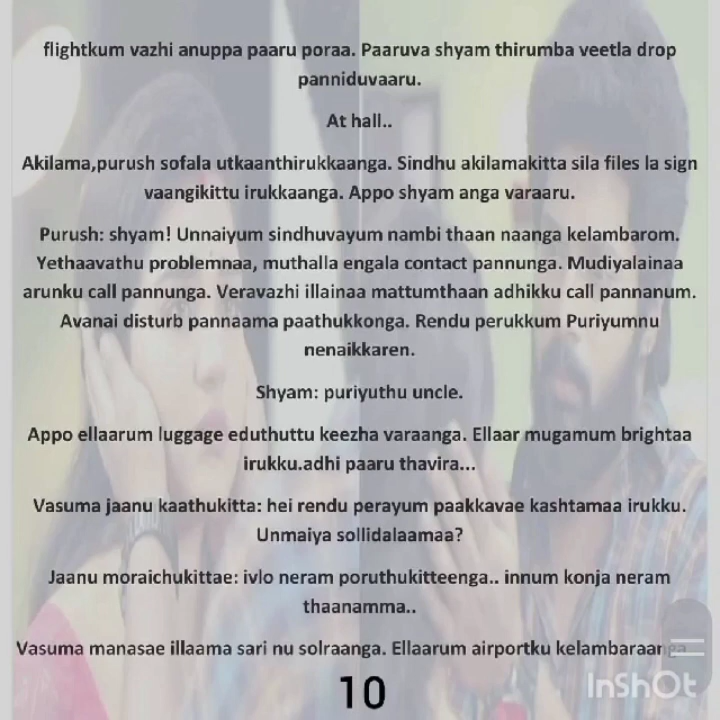 flightkum vazhi anuppa paaru poraa. Paaruva shyam thirumba veetla drop
panniduvaaru.
At hall..
Akilama,purush sofala utkaanthirukkaanga. Sindhu akilamakitta sila files la sign
vaangikittu irukkaanga. Appo shyam anga varaaru.
Purush: shyam! Unnaiyum sindhuvayum nambi thaan naanga kelambarom.
Yethaavathu problemnaa, muthalla engala contact pannunga. Mudiyalainaa
arunku call pannunga. Veravazhi illainaa mattumthaan adhikku call pannanum.
Avanai disturb pannaama paathukkonga. Rendu perukkum Puriyumnu
nenaikkaren.
Shyam: puriyuthu uncle.
Appo ellaarum luggage eduthuttu keezha varaanga. Ellaar mugamum brightaa
irukku.adhi paaru thavira...
Vasuma jaanu kaathukitta: hei rendu perayum paakkavae kashtamaa irukku.
Unmaiya sollidalaamaa?
Jaanu moraichukittae: ivlo neram poruthukitteenga.. innum konja neram
thaanamma..
Vasuma manasae illaama sari nu solraanga. Ellaarum airportku kelambaraanga
10
InShOt